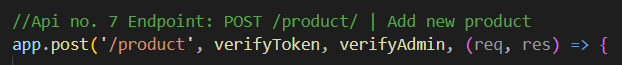 //Api no. 7 Endpoint: POST /product/ | Add new product
app.post('/product', verifyToken, verifyAdmin, (req, res) => {